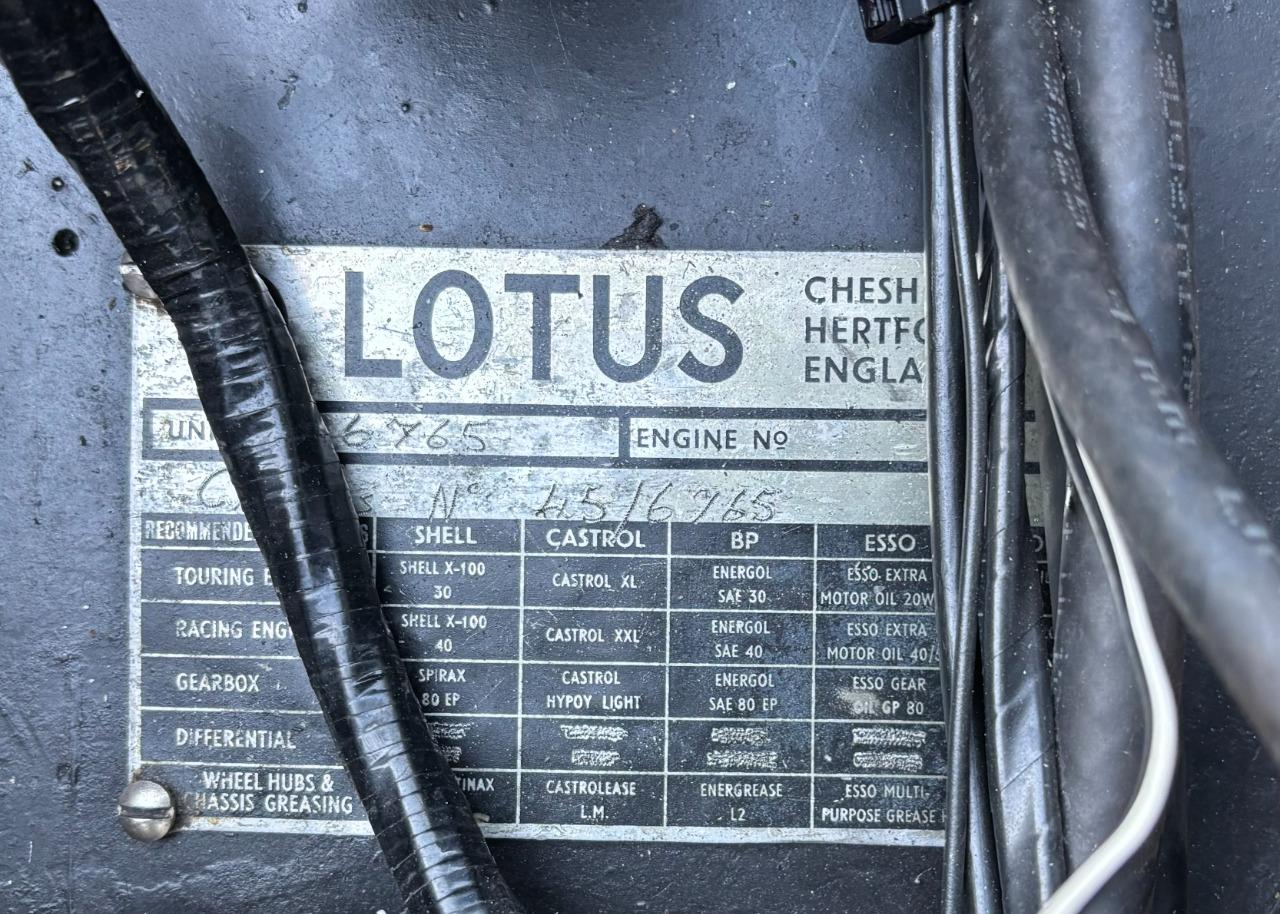 LOTUS
CHESH
HERTFO
ENGLA
UNI 6765 ENGINE Nº
Nº 45/6765
RECOMMENDE SHELL CASTROL BP ESSO
TOURING E SHELL X-100 30 CASTROL XL ENERGOL SAE 30 ESSO EXTRA MOTOR OIL 20W
RACING ENG SHELL X-100 40 CASTROL XXL ENERGOL SAE 40 ESSO EXTRA MOTOR OIL 40/
GEARBOX SPIRAX 80 EP CASTROL HYPOY LIGHT ENERGOL SAE 80 EP ESSO GEAR OIL GP 80
DIFFERENTIAL
WHEEL HUBS & CHASSIS GREASING TINAX CASTROLEASE L.M. ENERGREASE L2 ESSO MULTI- PURPOSE GREASE H